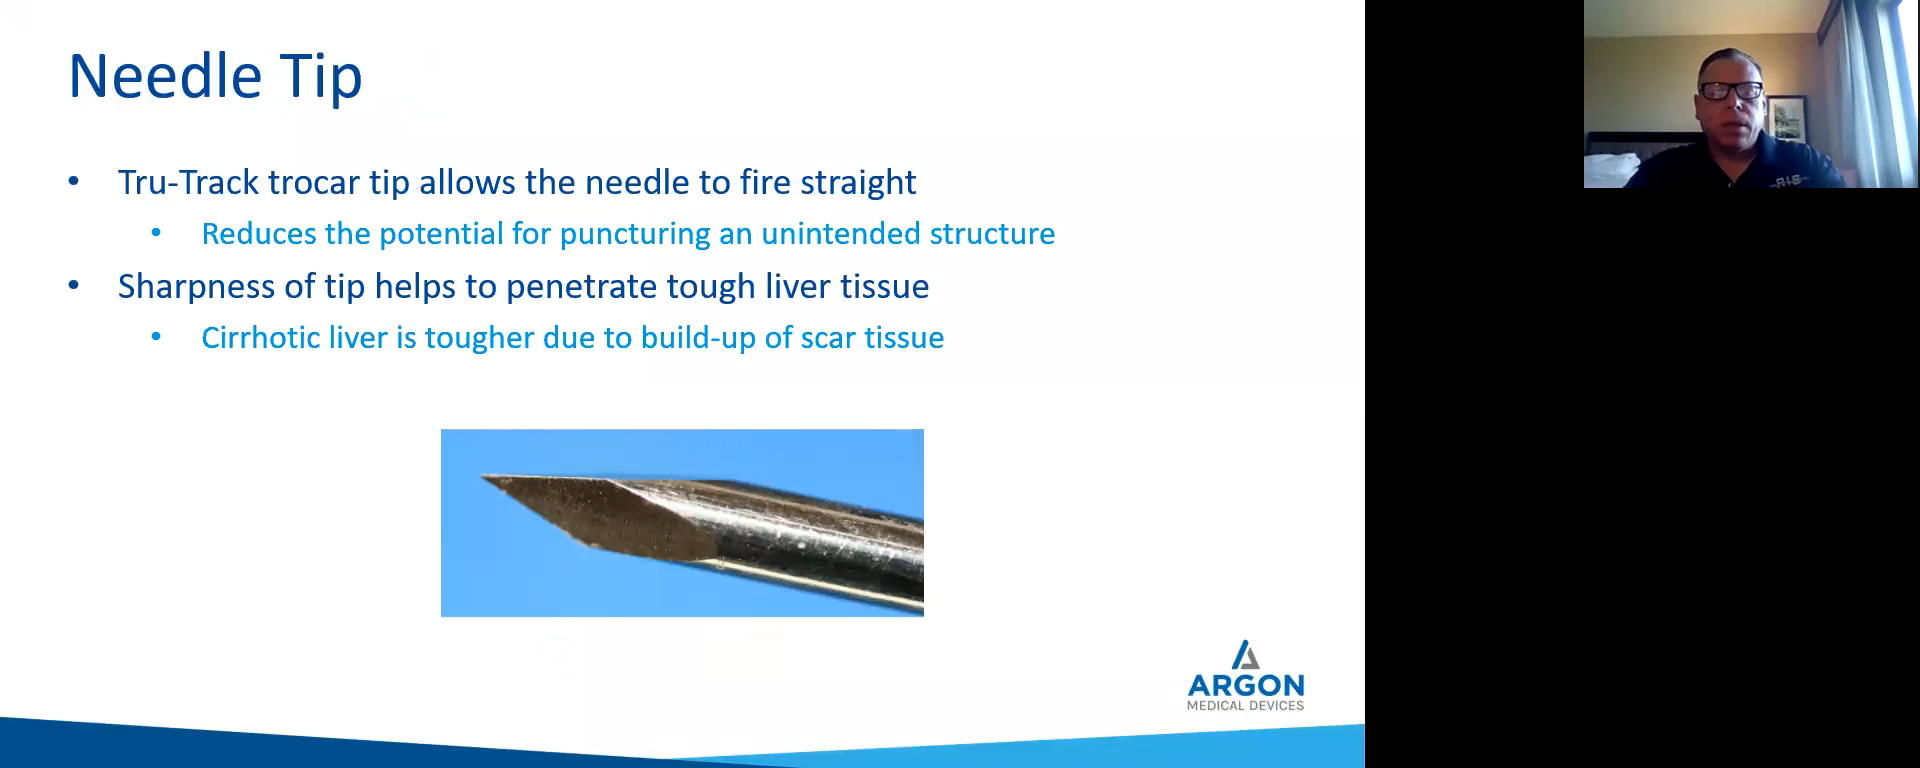 Needle Tip
• Tru-Track trocar tip allows the needle to fire straight
• Reduces the potential for puncturing an unintended structure
• Sharpness of tip helps to penetrate tough liver tissue
• Cirrhotic liver is tougher due to build-up of scar tissue
ARGON
MEDICAL DEVICES